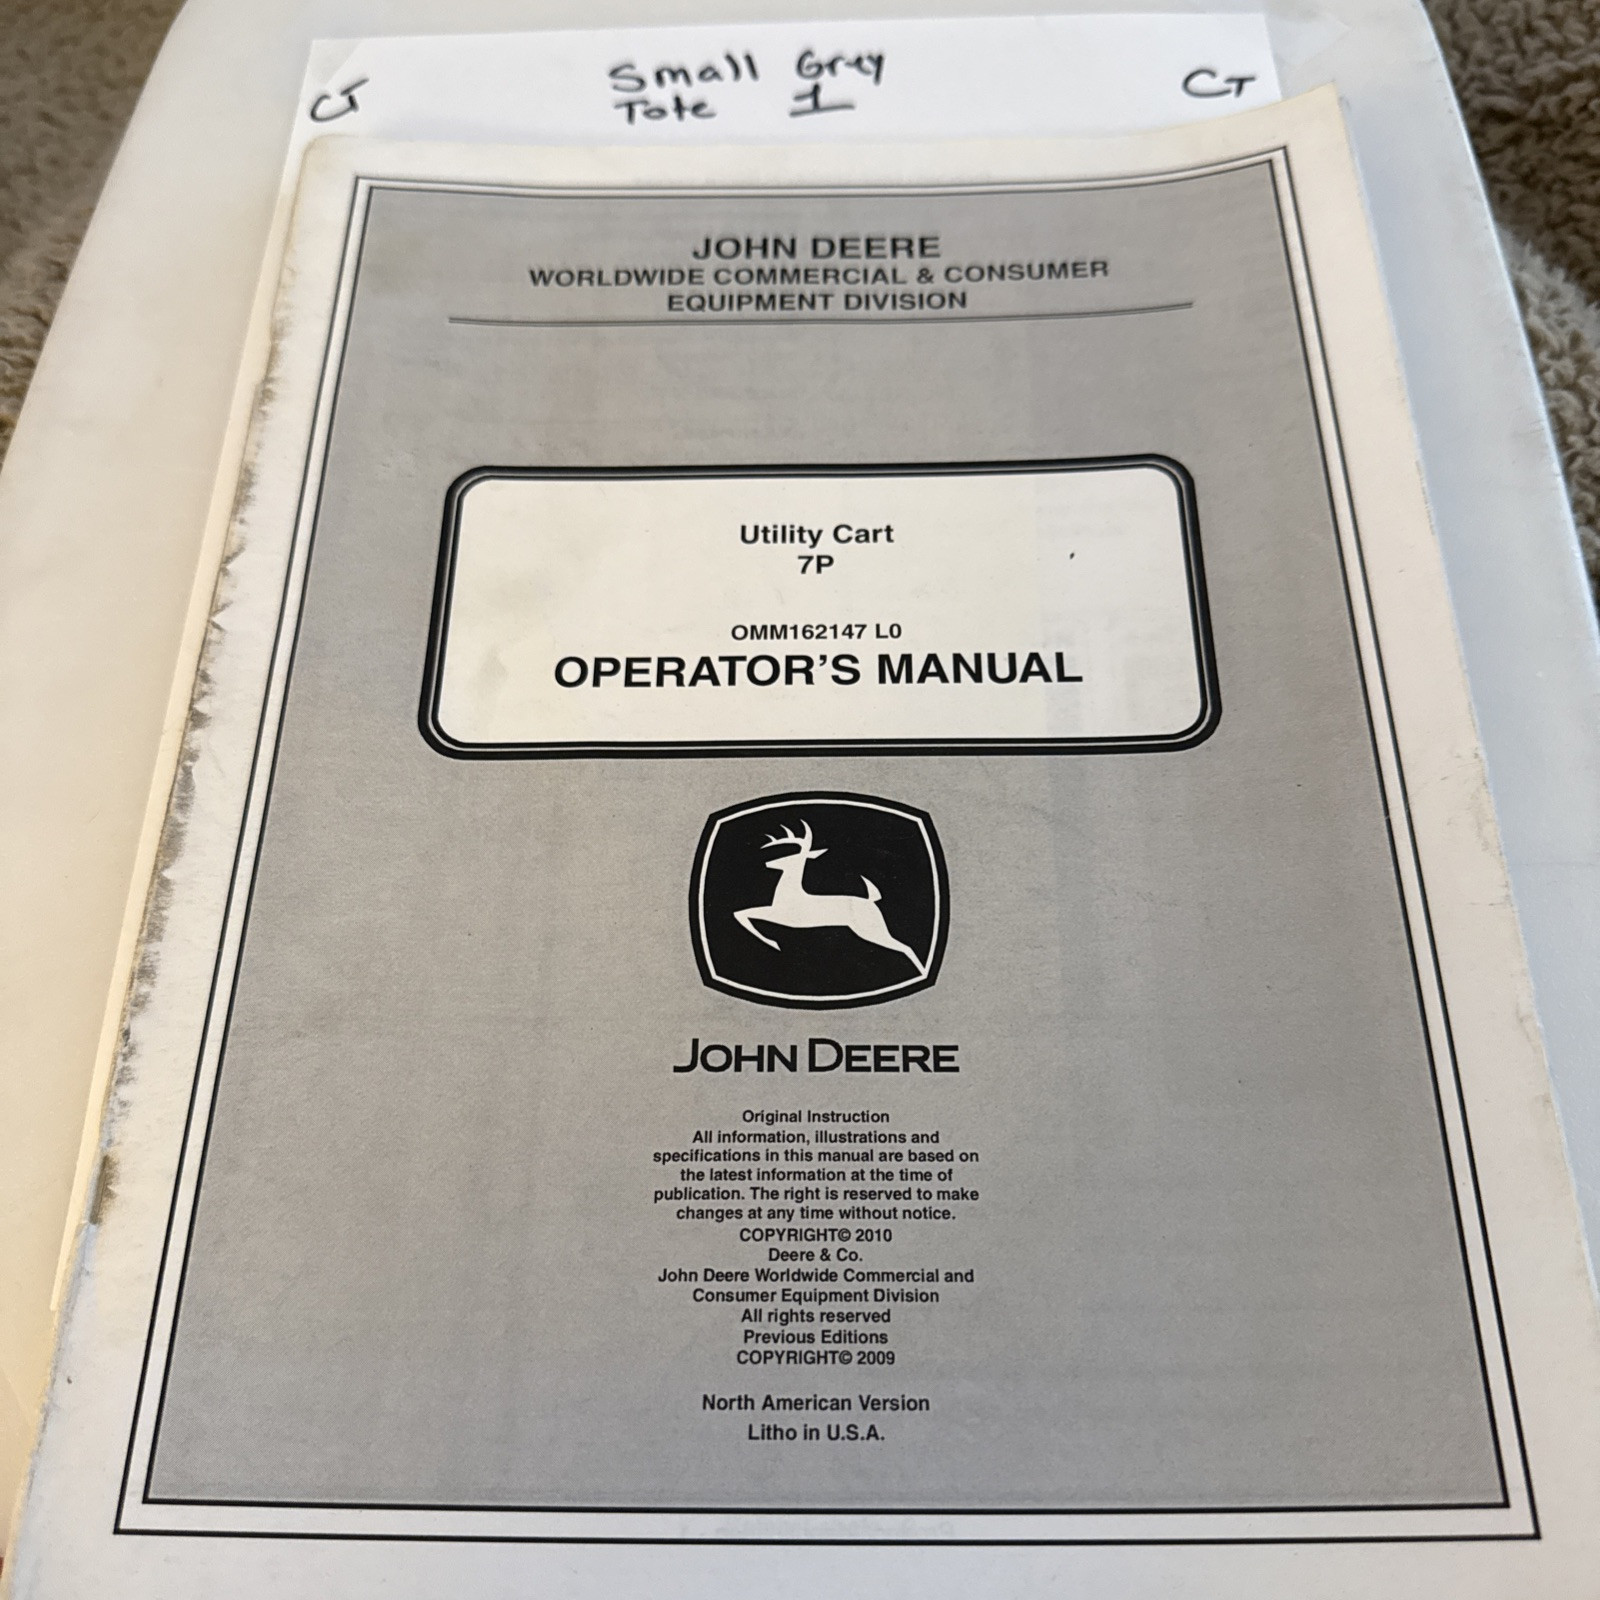 CT Small Grey CT
Tote 1
JOHN DEERE
WORLDWIDE COMMERCIAL & CONSUMER
EQUIPMENT DIVISION
Utility Cart
7P
OMM162147 L0
OPERATOR'S MANUAL
JOHN DEERE
Original Instruction
All information, illustrations and
specifications in this manual are based on
the latest information at the time of
publication. The right is reserved to make
changes at any time without notice.
COPYRIGHT© 2010
Deere & Co.
John Deere Worldwide Commercial and
Consumer Equipment Division
All rights reserved
Previous Editions
COPYRIGHT© 2009
North American Version
Litho in U.S.A.